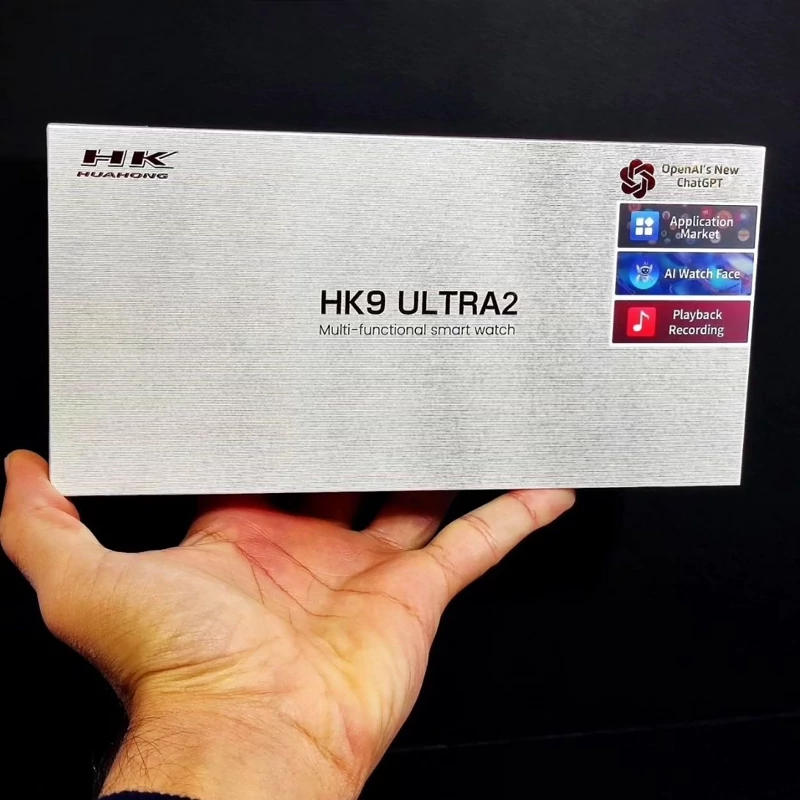 HK
HUAHONG
OpenAI's New
ChatGPT
Application
Market
AI Watch Face
Playback
Recording
HK9 ULTRA2
Multi-functional smart watch